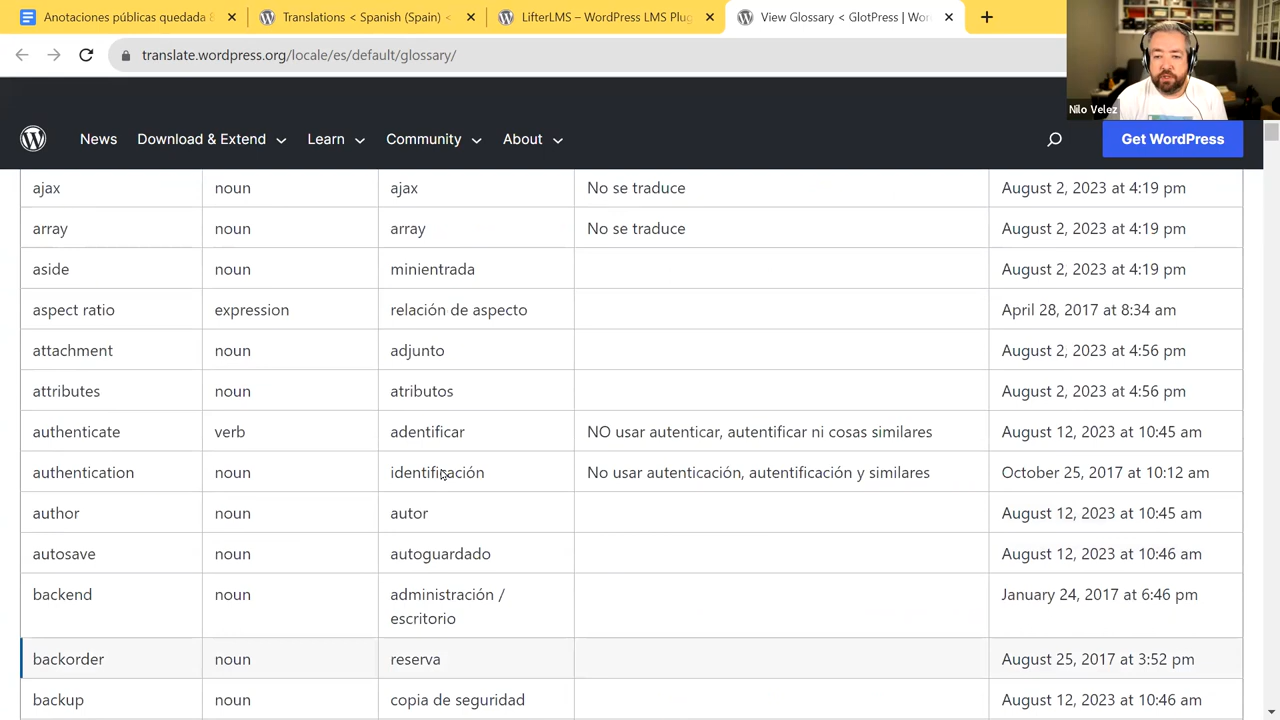 Anotaciones públicas quedada 8
Translations < Spanish (Spain) <
LifterLMS – WordPress LMS Plug
View Glossary < GlotPress | Wor
translate.wordpress.org/locale/es/default/glossary/
Nilo Velez
News Download & Extend Learn Community About Get WordPress
ajax noun ajax No se traduce August 2, 2023 at 4:19 pm
array noun array No se traduce August 2, 2023 at 4:19 pm
aside noun minientrada August 2, 2023 at 4:19 pm
aspect ratio expression relación de aspecto April 28, 2017 at 8:34 am
attachment noun adjunto August 2, 2023 at 4:56 pm
attributes noun atributos August 2, 2023 at 4:56 pm
authenticate verb adentificar NO usar autenticar, autentificar ni cosas similares August 12, 2023 at 10:45 am
authentication noun identificación No usar autenticación, autentificación y similares October 25, 2017 at 10:12 am
author noun autor August 12, 2023 at 10:45 am
autosave noun autoguardado August 12, 2023 at 10:46 am
backend noun administración / January 24, 2017 at 6:46 pm
escritorio
backorder noun reserva August 25, 2017 at 3:52 pm
backup noun copia de seguridad August 12, 2023 at 10:46 am